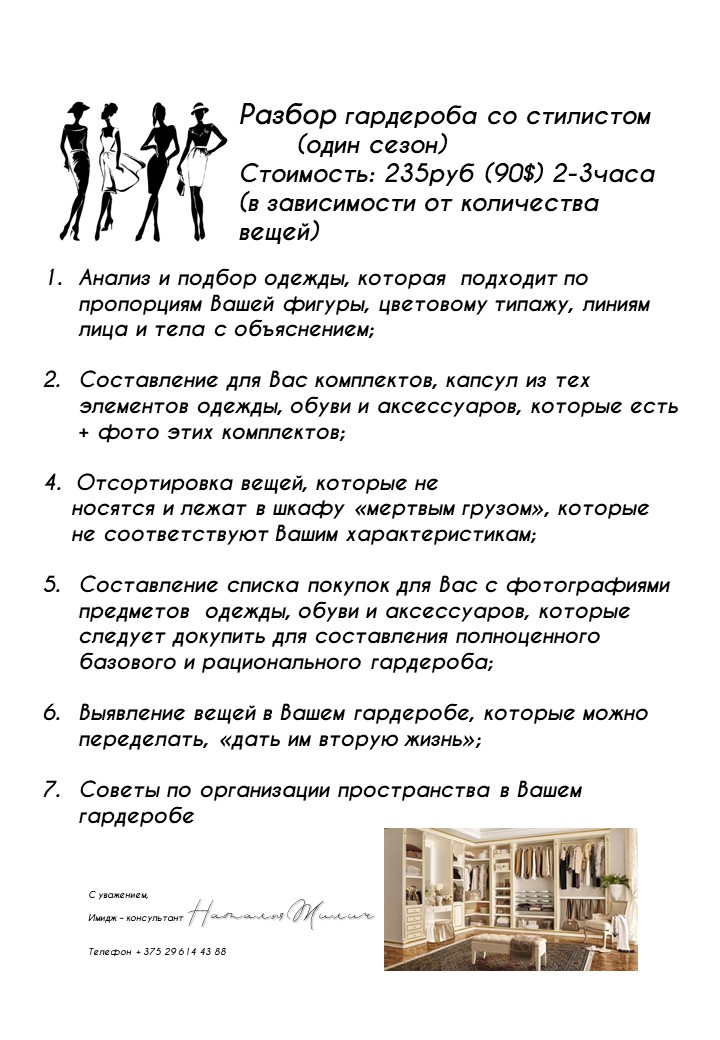 Разбор гардероба со стилистом
(один сезон)
Стоимость: 235руб (90$) 2-3часа
(в зависимости от количества
вещей)
1. Анализ и подбор одежды, которая подходит по
пропорциям Вашей фигуры, цветовому типажу, линиям
лица и тела с объяснением;
2. Составление для Вас комплектов, капсул из тех
элементов одежды, обуви и аксессуаров, которые есть
+ фото этих комплектов;
4. Отсортировка вещей, которые не
носятся и лежат в шкафу «мертвым грузом», которые
не соответствуют Вашим характеристикам;
5. Составление списка покупок для Вас с фотографиями
предметов одежды, обуви и аксессуаров, которые
следует докупить для составления полноценного
базового и рационального гардероба;
6. Выявление вещей в Вашем гардеробе, которые можно
переделать, «дать им вторую жизнь»;
7. Советы по организации пространства в Вашем
гардеробе
С уважением,
Имидж – консультант Наталья Милич
Телефон +375 29 614 43 88